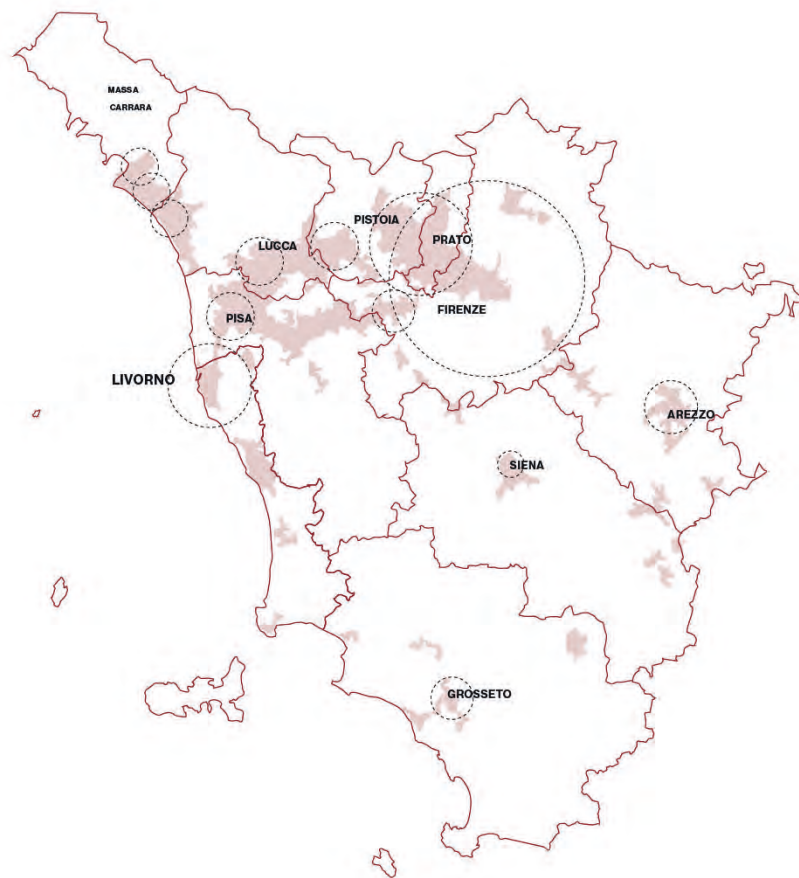 MASSA
CARRARA
PISTOIA
LUCCA
PRATO
FIRENZE
PISA
LIVORNO
AREZZO
SIENA
GROSSETO